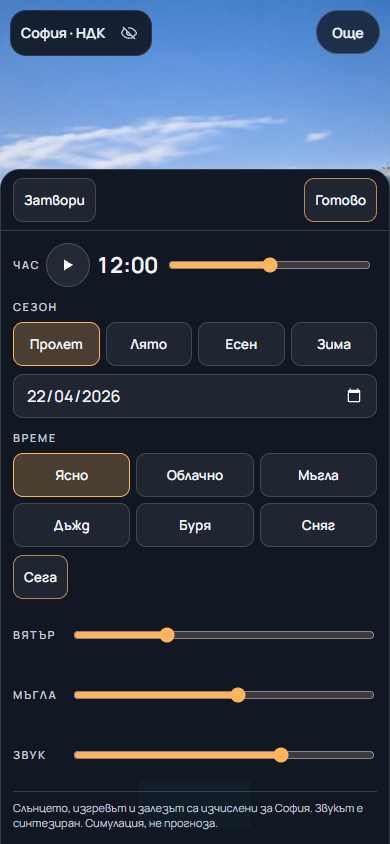 София · НДК
Още
Затвори
Готово
ЧАС
12:00
СЕЗОН
Пролет
Лято
Есен
Зима
22/04/2026
ВРЕМЕ
Ясно
Облачно
Мъгла
Дъжд
Буря
Сняг
Сега
ВЯТЪР
МЪГЛА
ЗВУК
Слънцето, изгревът и залезът са изчислени за София. Звукът е
синтезиран. Симулация, не прогноза.